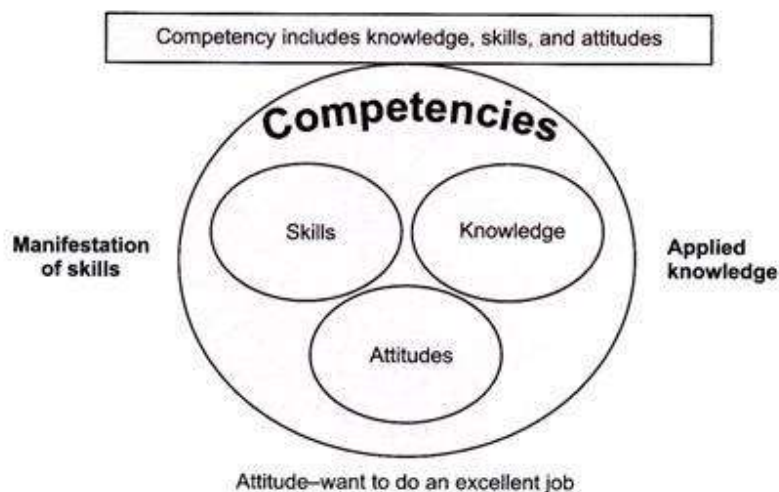 Competency includes knowledge, skills, and attitudes
Competencies
Skills
Knowledge
Manifestation
of skills
Applied
knowledge
Attitudes
Attitude–want to do an excellent job